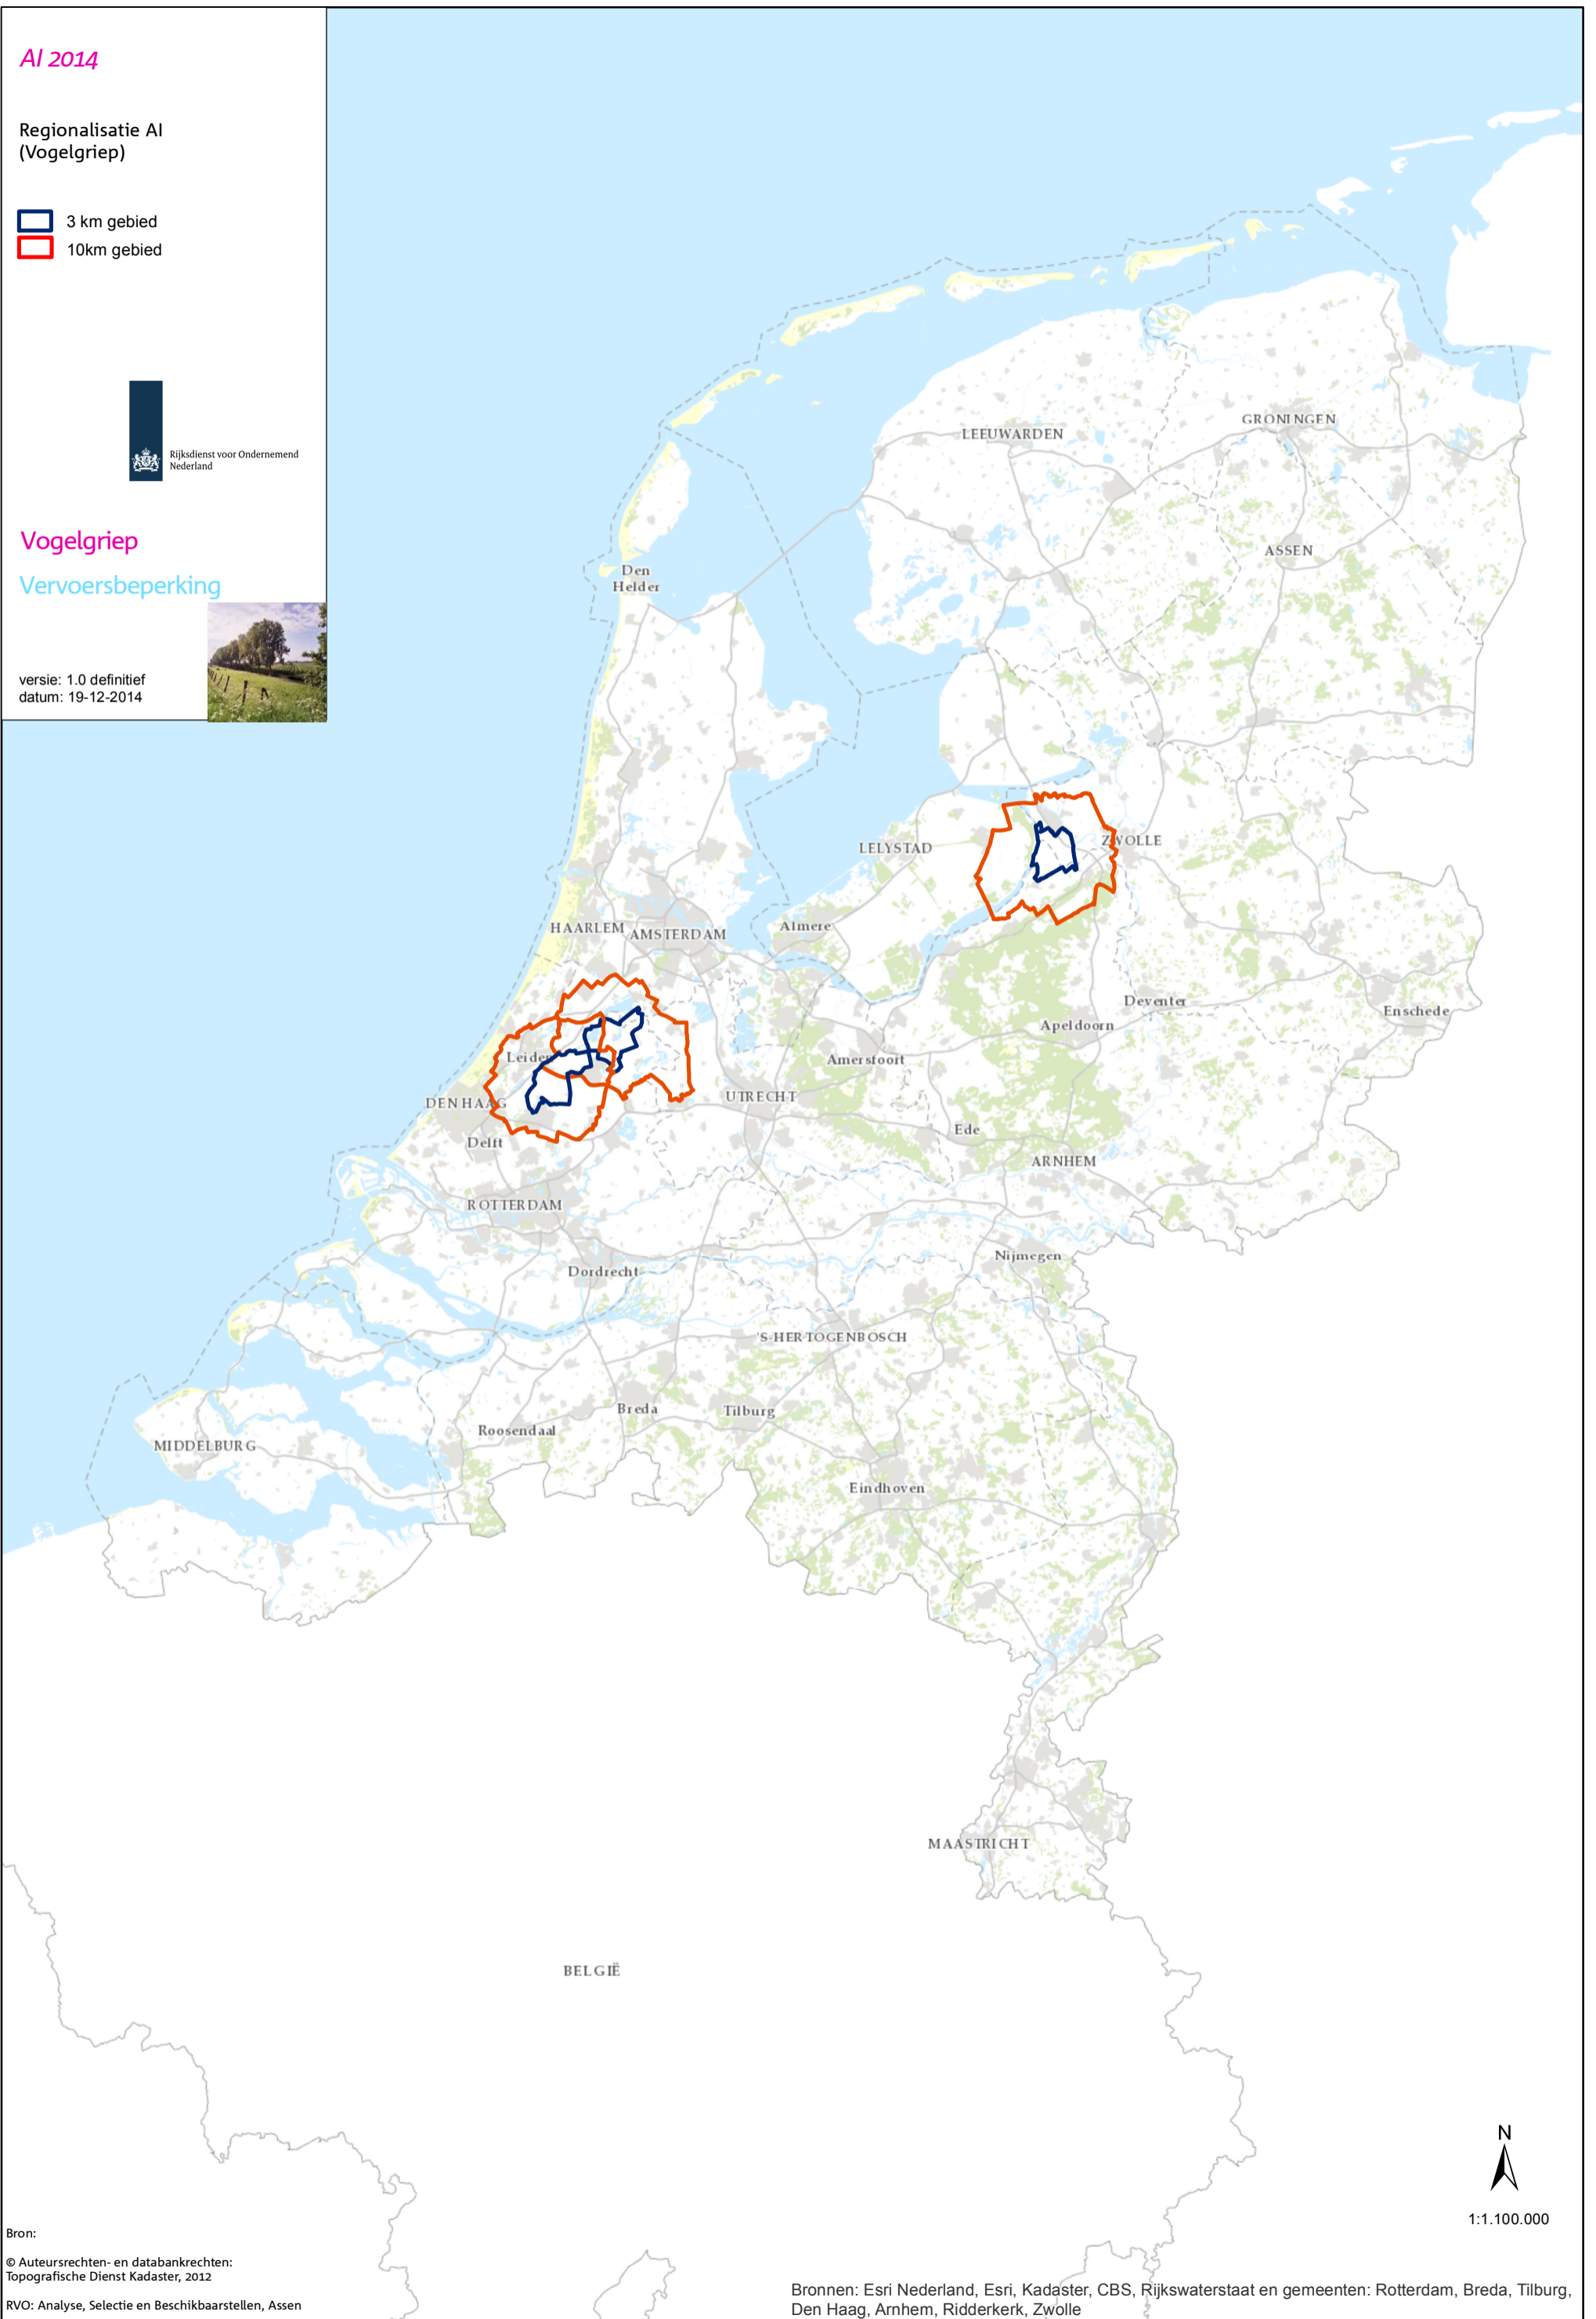 AI 2014
Regionalisatie AI
(Vogelgriep)
3 km gebied
10km gebied
Rijksdienst voor Ondernemend
Nederland
Vogelgriep
Vervoersbeperking
versie: 1.0 definitief
datum: 19-12-2014
LEEUWARDEN
GRONINGEN
ASSEN
Den
Helder
LELYSTAD
ZWOLLE
HAARLEM
AMSTERDAM
Almere
Deventer
Enschede
Apeldoorn
Leiden
Amersfoort
UTRECHT
DEN HAAG
Delft
Ede
ARNHEM
ROTTERDAM
Nijmegen
Dordrecht
'S-HERTOGENBOSCH
Breda
Tilburg
Roosendaal
MIDDELBURG
Eindhoven
MAASTRICHT
BELGIË
N
1:1.100.000
Bron:
© Auteursrechten- en databankrechten:
Topografische Dienst Kadaster, 2012
RVO: Analyse, Selectie en Beschikbaarstellen, Assen
Bronnen: Esri Nederland, Esri, Kadaster, CBS, Rijkswaterstaat en gemeenten: Rotterdam, Breda, Tilburg,
Den Haag, Arnhem, Ridderkerk, Zwolle